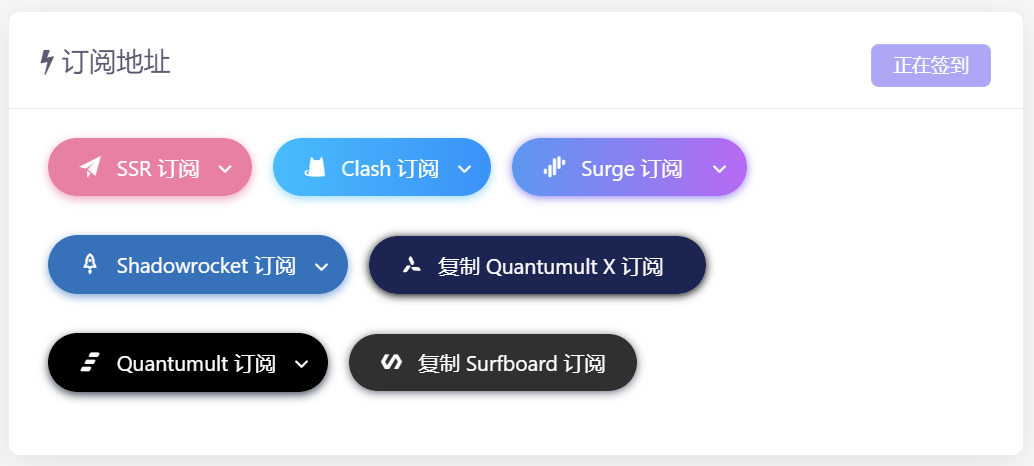 订阅地址
正在签到
SSR 订阅
Clash 订阅
Surge 订阅
Shadowrocket 订阅
复制 Quantumult X 订阅
Quantumult 订阅
复制 Surfboard 订阅